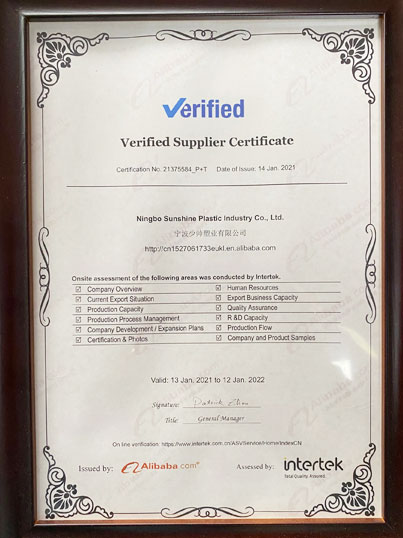 Verified
Verified Supplier Certificate
Certification No. 21375584_P+T Date of Issue: 14 Jan. 2021
Ningbo Sunshine Plastic Industry Co., Ltd.
宁波少帅塑业有限公司
http://cn1527061733eukl.en.alibaba.com
Onsite assessment of the following areas was conducted by Intertek.
☑ Company Overview ☑ Human Resources
☑ Current Export Situation ☑ Export Business Capacity
☑ Production Capacity ☑ Quality Assurance
☑ Production Process Management ☑ R &D Capacity
☑ Company Development / Expansion Plans ☑ Production Flow
☑ Certification & Photos ☑ Company and Product Samples
Valid: 13 Jan. 2021 to 12 Jan. 2022
Signature: Patrick
Title: General Manager
On line verification: https://www.intertek.com.cn/ASV/Service/Home/IndexCN
Issued by: Alibaba.com Assessed by: intertek
Total Quality. Assured.